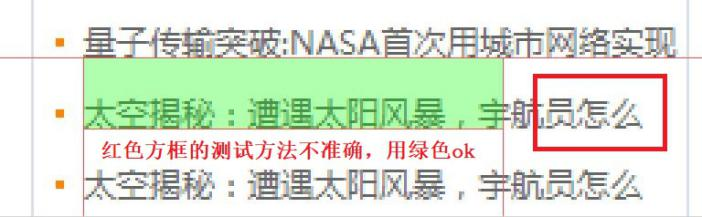 量子传输突破:NASA首次用城市网络实现
太空揭秘：遭遇太阳风暴，宇航员怎么
红色方框的测试方法不准确，用绿色ok
太空揭秘：遭遇太阳风暴，宇航员怎么